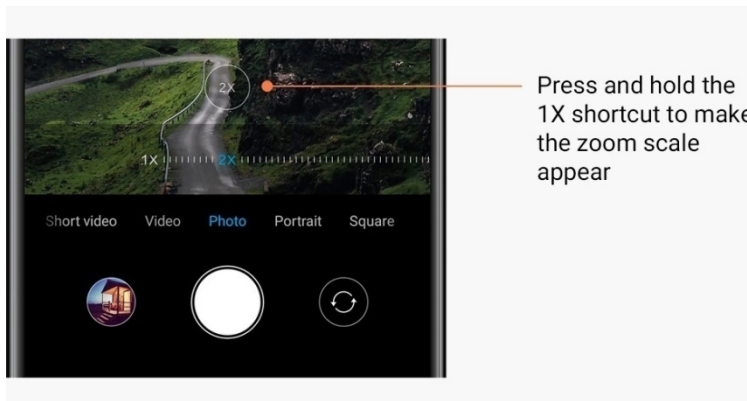 2X
Press and hold the
1X shortcut to make
the zoom scale
appear
1X 2X
Short video Video Photo Portrait Square